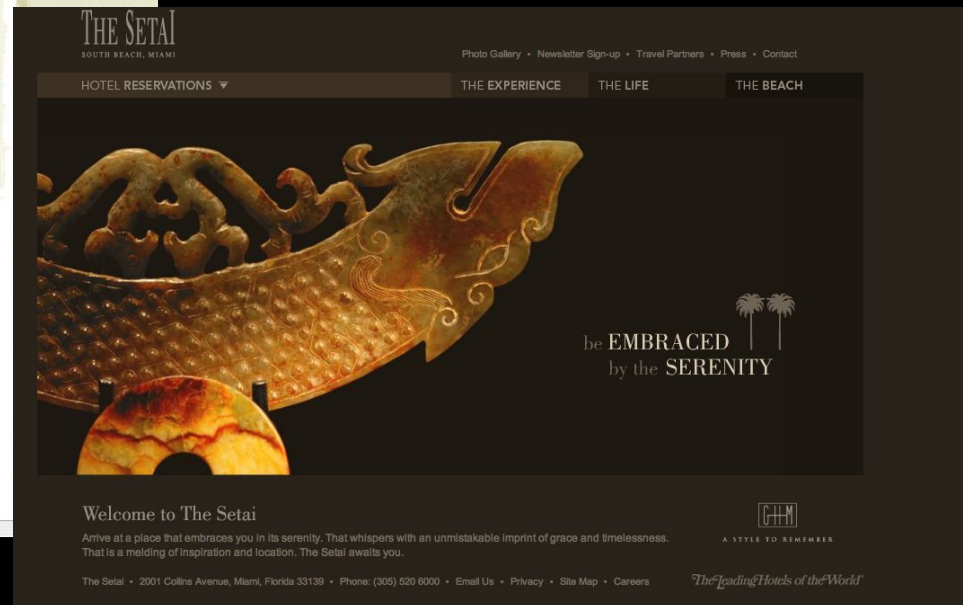 THE SETAI
SOUTH BEACH, MIAMI
Photo Gallery • Newsletter Sign-up • Travel Partners • Press • Contact
HOTEL RESERVATIONS
THE EXPERIENCE
THE LIFE
THE BEACH
be EMBRACED
by the SERENITY
Welcome to The Setai
Arrive at a place that embraces you in its serenity. That whispers with an unmistakable imprint of grace and timelessness.
That is a melding of inspiration and location. The Setai awaits you.
GHM
A STYLE TO REMEMBER
The Setai • 2001 Collins Avenue, Miami, Florida 33139 • Phone: (305) 520 6000 • Email Us • Privacy • Site Map • Careers
The Leading Hotels of the World